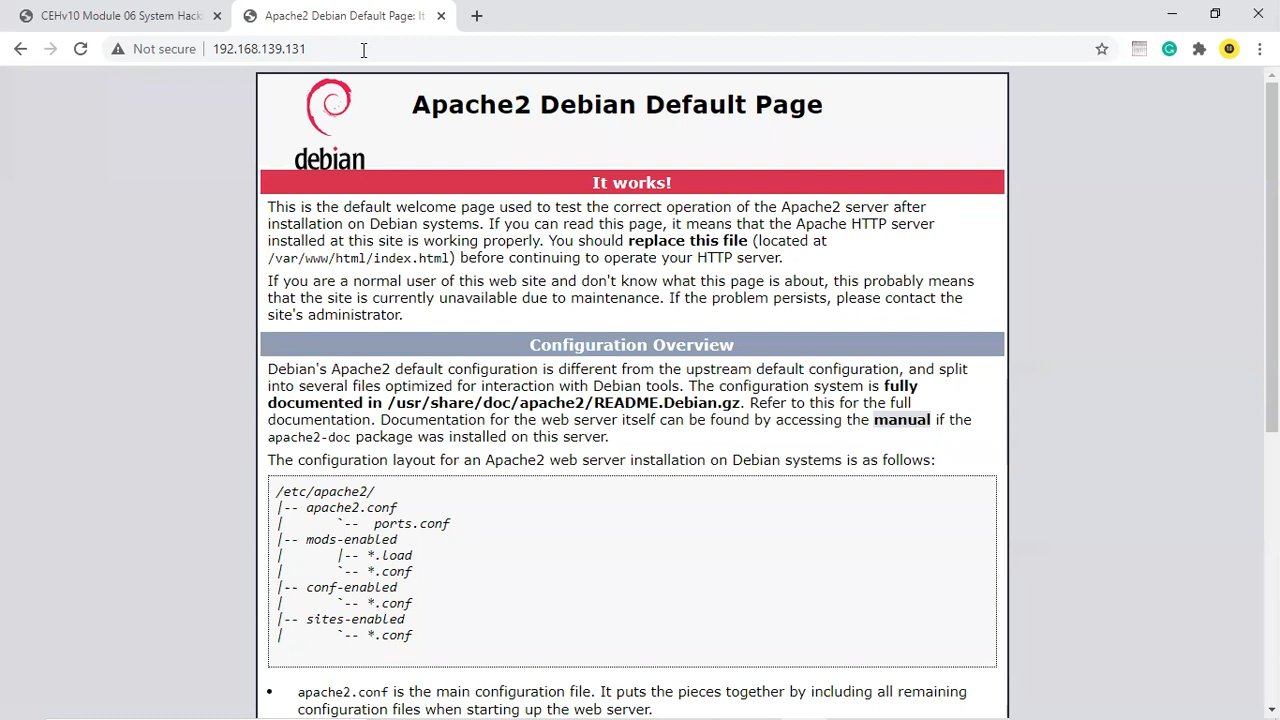 CEHv10 Module 06 System Hack
Apache2 Debian Default Page: It
Not secure
192.168.139.131
debian
Apache2 Debian Default Page
It works!
This is the default welcome page used to test the correct operation of the Apache2 server after
installation on Debian systems. If you can read this page, it means that the Apache HTTP server
installed at this site is working properly. You should replace this file (located at
/var/www/html/index.html) before continuing to operate your HTTP server.
If you are a normal user of this web site and don't know what this page is about, this probably means
that the site is currently unavailable due to maintenance. If the problem persists, please contact the
site's administrator.
Configuration Overview
Debian's Apache2 default configuration is different from the upstream default configuration, and split
into several files optimized for interaction with Debian tools. The configuration system is fully
documented in /usr/share/doc/apache2/README.Debian.gz. Refer to this for the full
documentation. Documentation for the web server itself can be found by accessing the manual if the
apache2-doc package was installed on this server.
The configuration layout for an Apache2 web server installation on Debian systems is as follows:
/etc/apache2/
|-- apache2.conf
|       `--  ports.conf
|-- mods-enabled
|       |-- *.load
|       `-- *.conf
|-- conf-enabled
|       `-- *.conf
|-- sites-enabled
|       `-- *.conf
• apache2.conf is the main configuration file. It puts the pieces together by including all remaining
configuration files when starting up the web server.